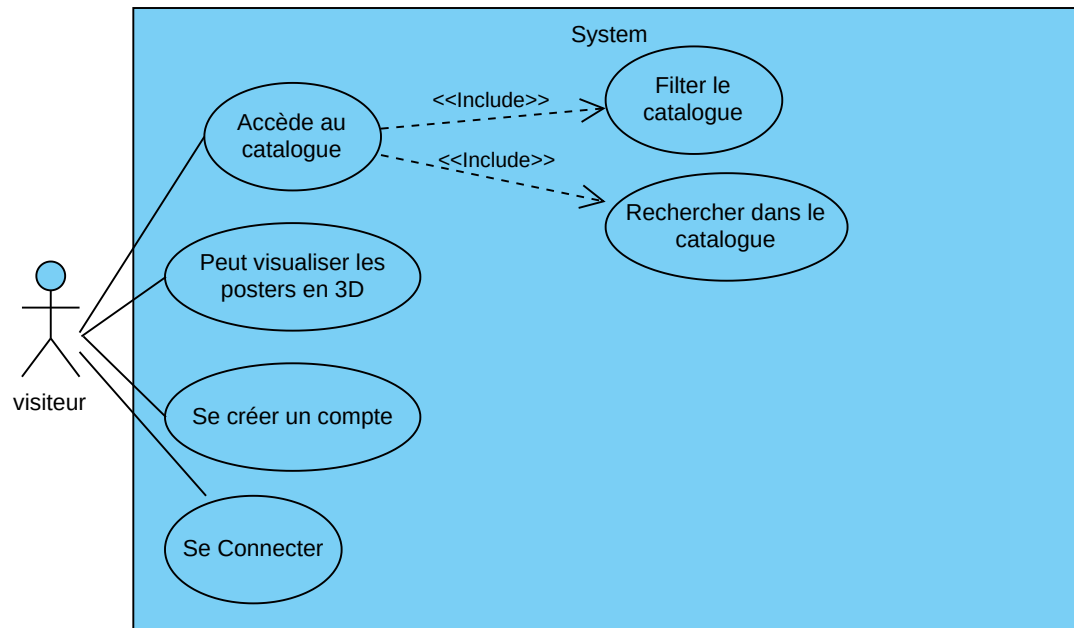 System
Accède au
catalogue
<<Include>>
Filter le
catalogue
<<Include>>
Rechercher dans le
catalogue
Peut visualiser les
posters en 3D
visiteur
Se créer un compte
Se Connecter